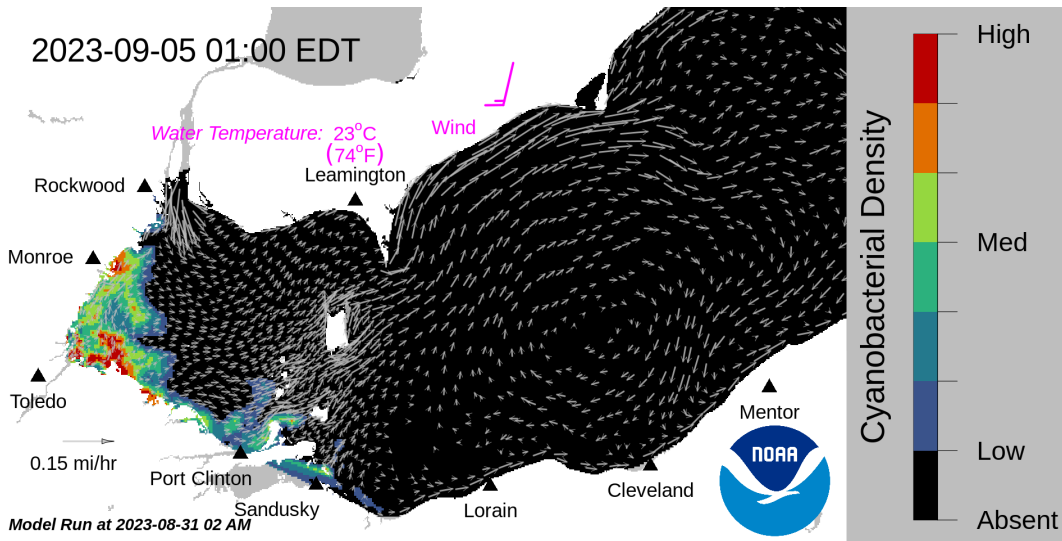 2023-09-05 01:00 EDT
High
Wind
Water Temperature: 23°C
(74°F)
Leamington
Rockwood
Monroe
Med
Cyanobacterial Density
Toledo
Mentor
NOAA
0.15 mi/hr
Low
Port Clinton
Cleveland
Sandusky
Lorain
Absent
Model Run at 2023-08-31 02 AM